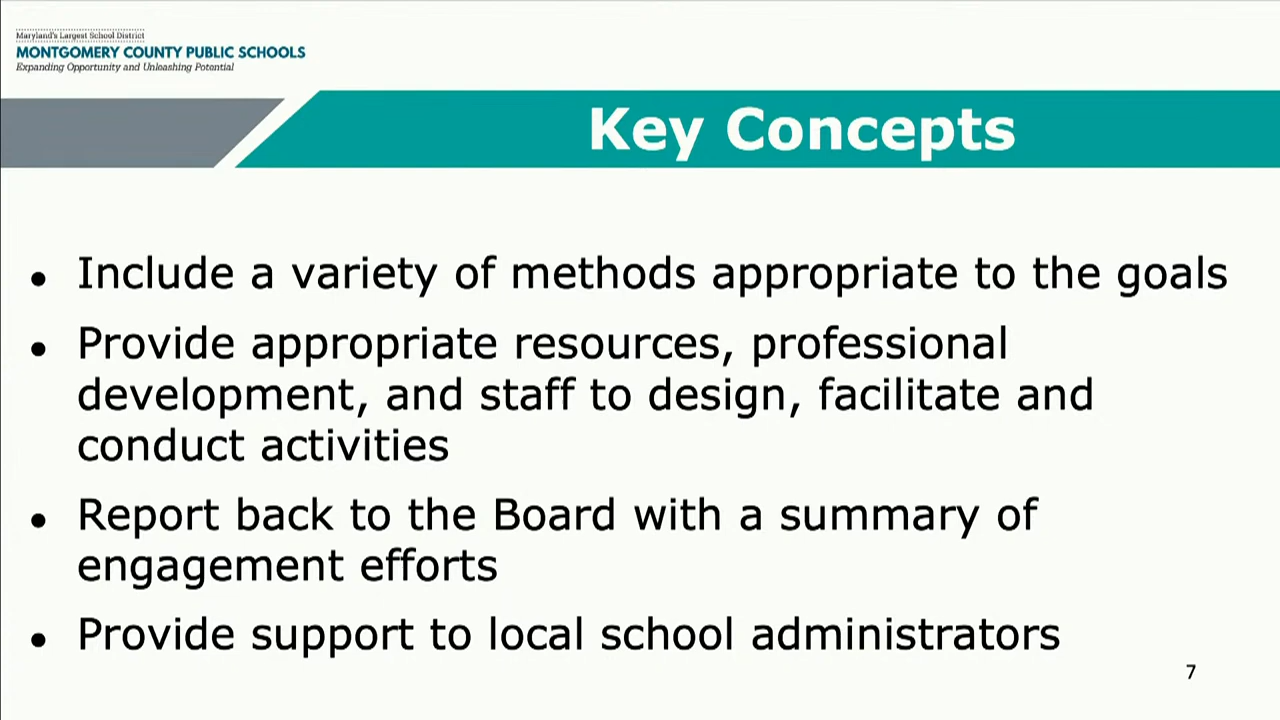 Maryland's Largest School District
MONTGOMERY COUNTY PUBLIC SCHOOLS
Expanding Opportunity and Unleashing Potential
Key Concepts
• Include a variety of methods appropriate to the goals
• Provide appropriate resources, professional
development, and staff to design, facilitate and
conduct activities
• Report back to the Board with a summary of
engagement efforts
• Provide support to local school administrators
7